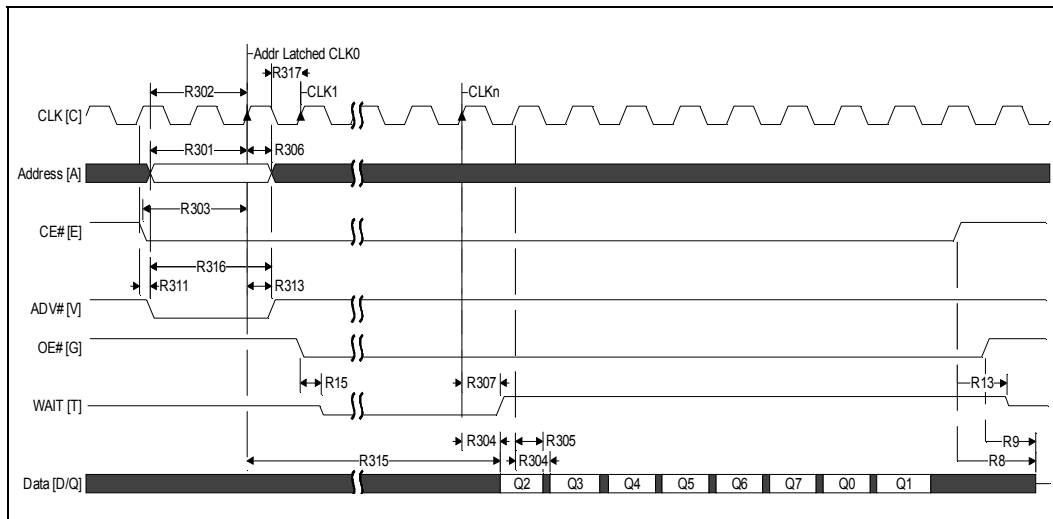 Addr Latched CLK0
R317
R302
CLK1
CLKn
CLK [C]
R301
R306
Address [A]
R303
CE# [E]
R316
R311
R313
ADV# [V]
OE# [G]
R15
R307
R13
WAIT [T]
R304
R305
R9
R315
R304
R8
Data [D/Q]
Q2 Q3 Q4 Q5 Q6 Q7 Q0 Q1